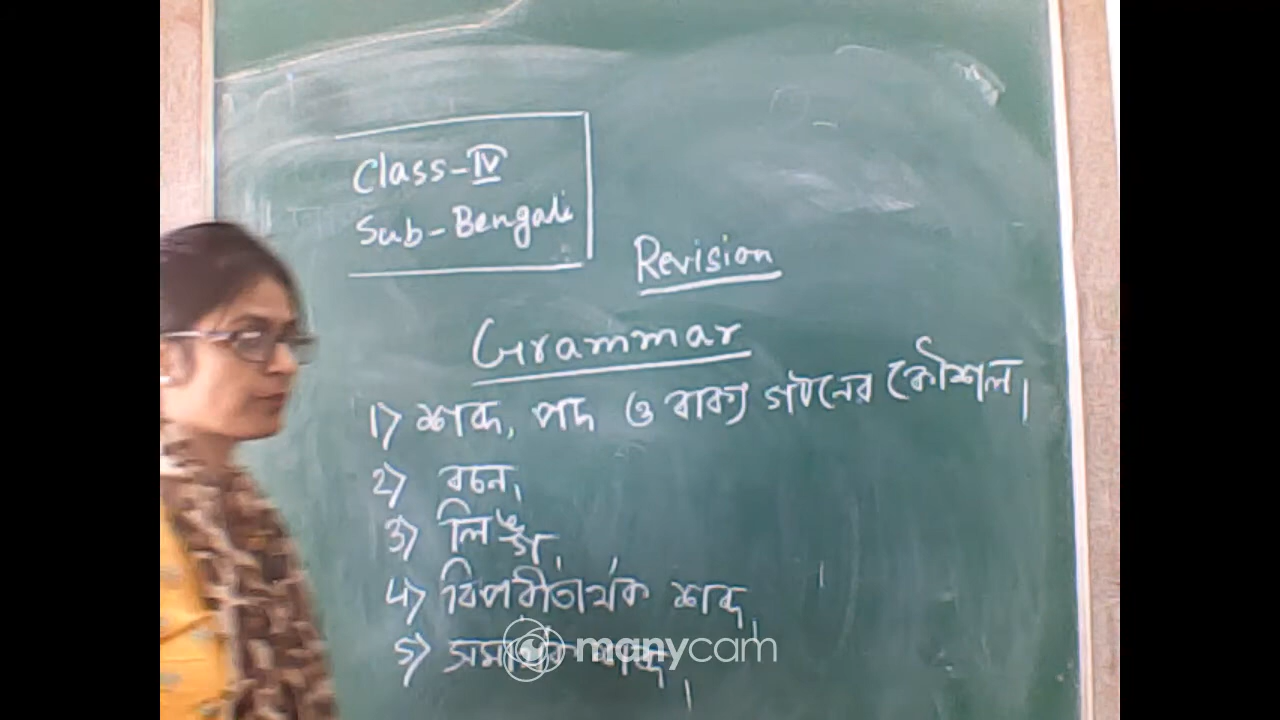 Class-IV
Sub-Bengali
Revision
Grammar
1) শব্দ, পদ ও বাক্য গঠনের কৌশল।
2) বচন।
3) লিঙ্গ।
4) বিপরীতার্থক শব্দ।
5) সমার্থক শব্দ।
manycam